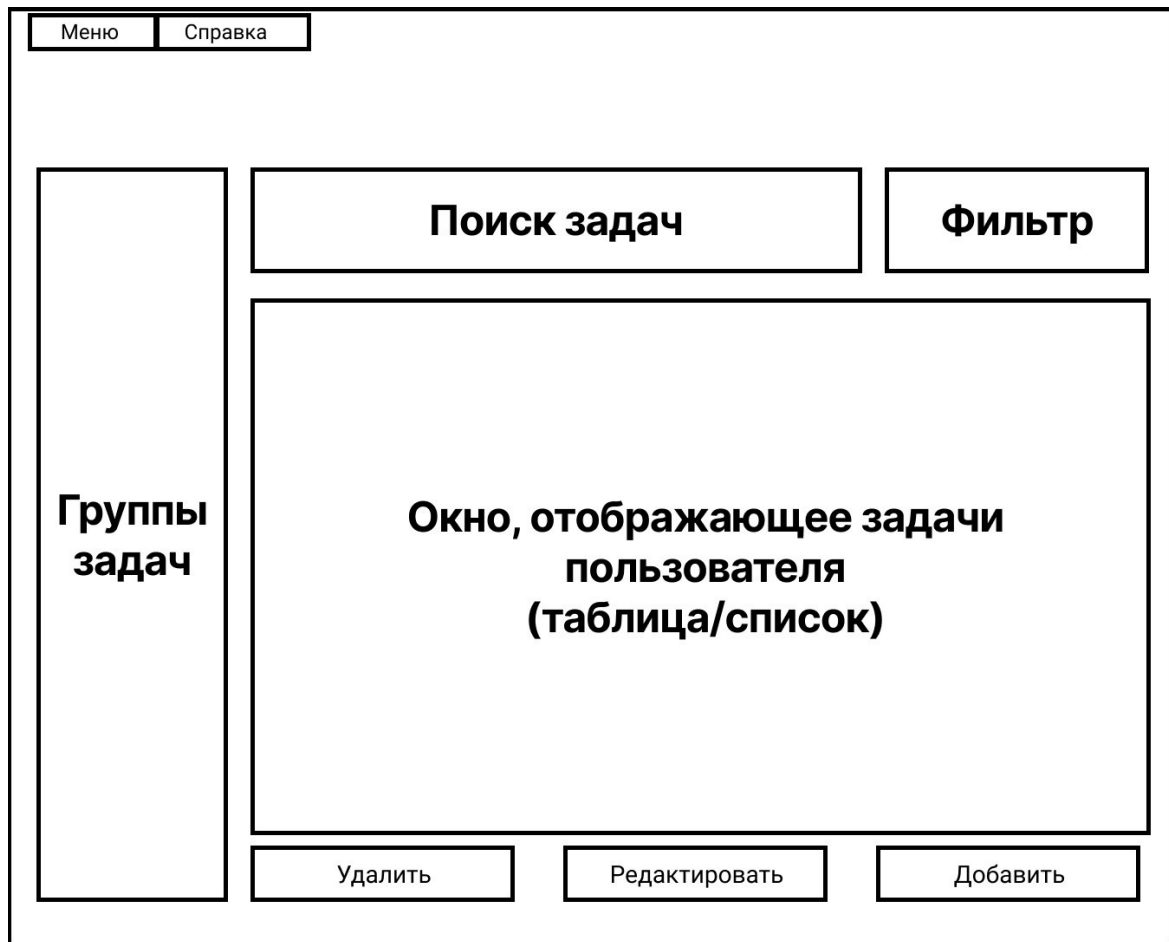 Меню
Справка
Поиск задач
Фильтр
Группы
задач
Окно, отображающее задачи
пользователя
(таблица/список)
Удалить
Редактировать
Добавить